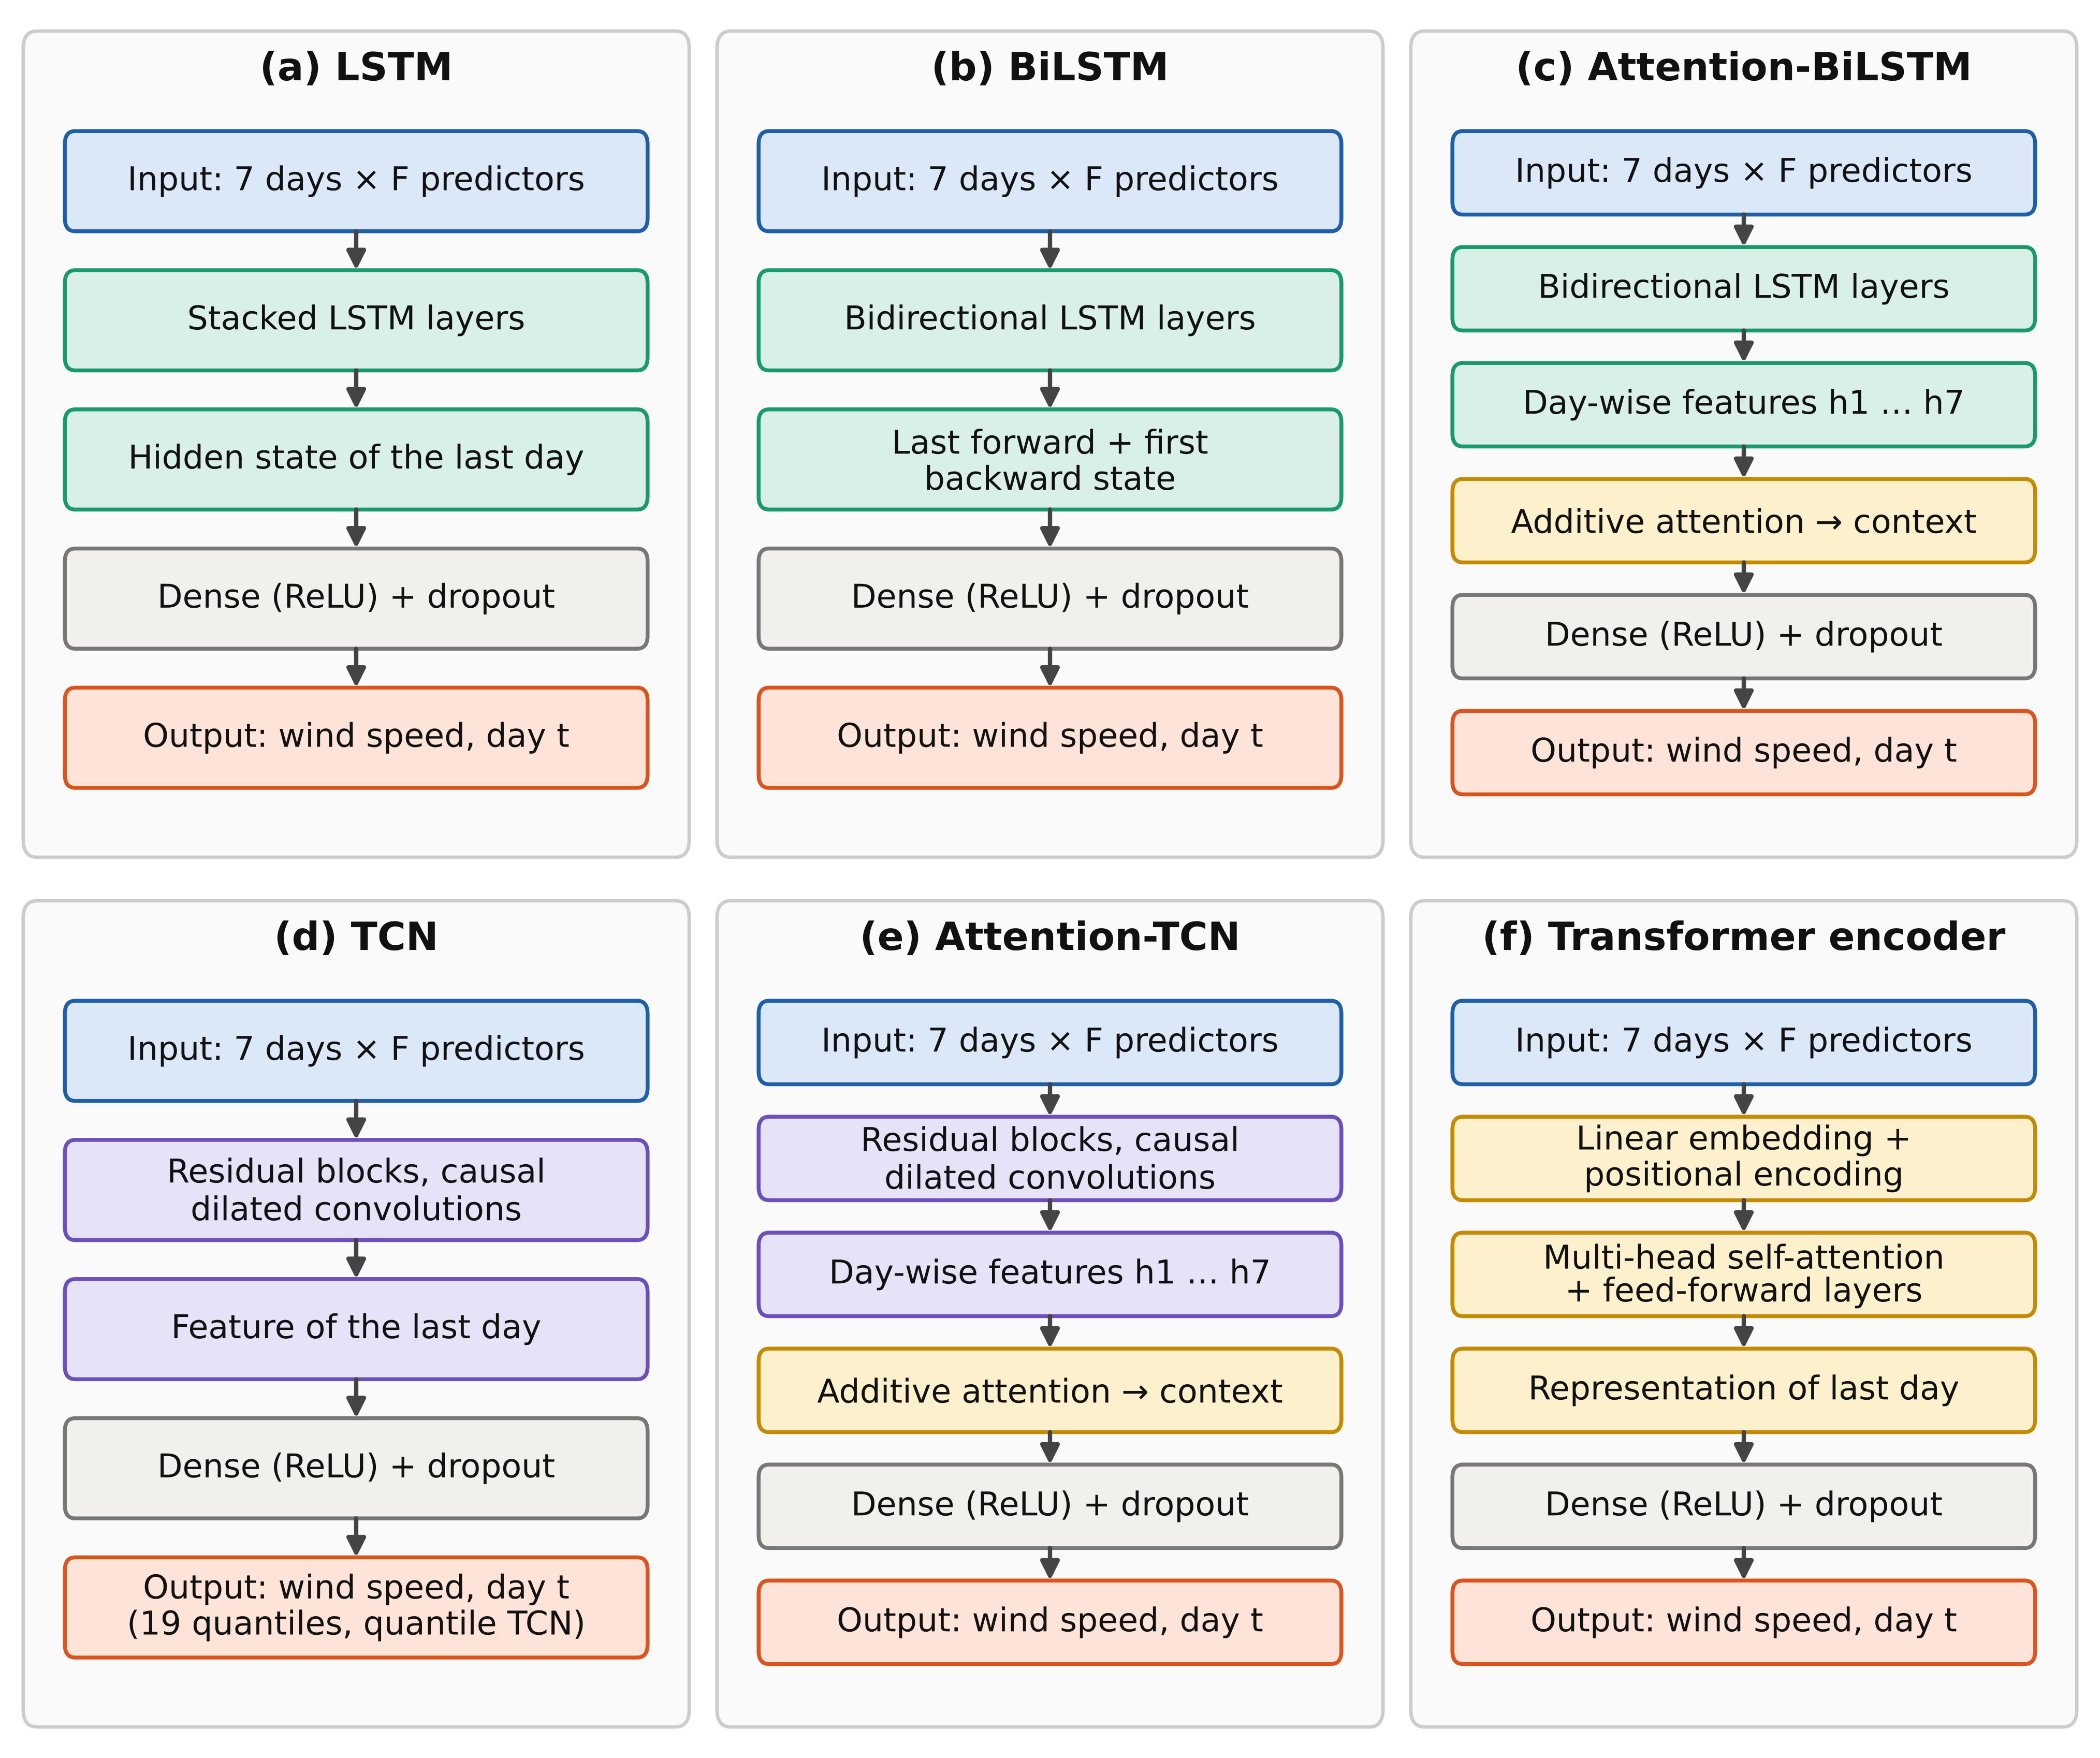 (a) LSTM
Input: 7 days × F predictors
Stacked LSTM layers
Hidden state of the last day
Dense (ReLU) + dropout
Output: wind speed, day t
(b) BiLSTM
Input: 7 days × F predictors
Bidirectional LSTM layers
Last forward + first
backward state
Dense (ReLU) + dropout
Output: wind speed, day t
(c) Attention-BiLSTM
Input: 7 days × F predictors
Bidirectional LSTM layers
Day-wise features h1 ... h7
Additive attention → context
Dense (ReLU) + dropout
Output: wind speed, day t
(d) TCN
Input: 7 days × F predictors
Residual blocks, causal
dilated convolutions
Feature of the last day
Dense (ReLU) + dropout
Output: wind speed, day t
(19 quantiles, quantile TCN)
(e) Attention-TCN
Input: 7 days × F predictors
Residual blocks, causal
dilated convolutions
Day-wise features h1 ... h7
Additive attention → context
Dense (ReLU) + dropout
Output: wind speed, day t
(f) Transformer encoder
Input: 7 days × F predictors
Linear embedding +
positional encoding
Multi-head self-attention
+ feed-forward layers
Representation of last day
Dense (ReLU) + dropout
Output: wind speed, day t